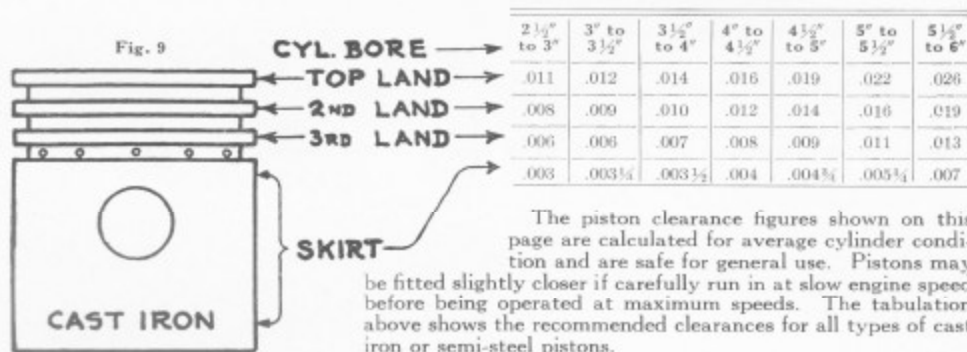 Fig. 9
CYL. BORE
2½″ to 3″ 3″ to 3½″ 3½″ to 4″ 4″ to 4½″ 4½″ to 5″ 5″ to 5½″ 5½″ to 6″
TOP LAND .011 .012 .014 .016 .019 .022 .026
2ND LAND .008 .009 .010 .012 .014 .016 .019
3RD LAND .006 .006 .007 .008 .009 .011 .013
SKIRT .003 .003¼ .003½ .004 .004¾ .005¾ .007
CAST IRON
The piston clearance figures shown on this
page are calculated for average cylinder condi-
tion and are safe for general use. Pistons may
be fitted slightly closer if carefully run in at slow engine speed
before being operated at maximum speeds. The tabulation
above shows the recommended clearances for all types of cast
iron or semi-steel pistons.